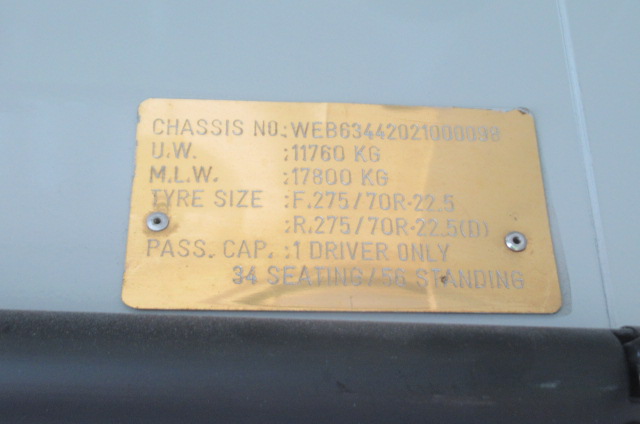 CHASSIS NO.:WEB63442021000098
U.W. :11760 KG
M.L.W. :17800 KG
TYRE SIZE :F.275/70R·22.5
:R.275/70R·22.5(D)
PASS. CAP. :1 DRIVER ONLY
34 SEATING/56 STANDING